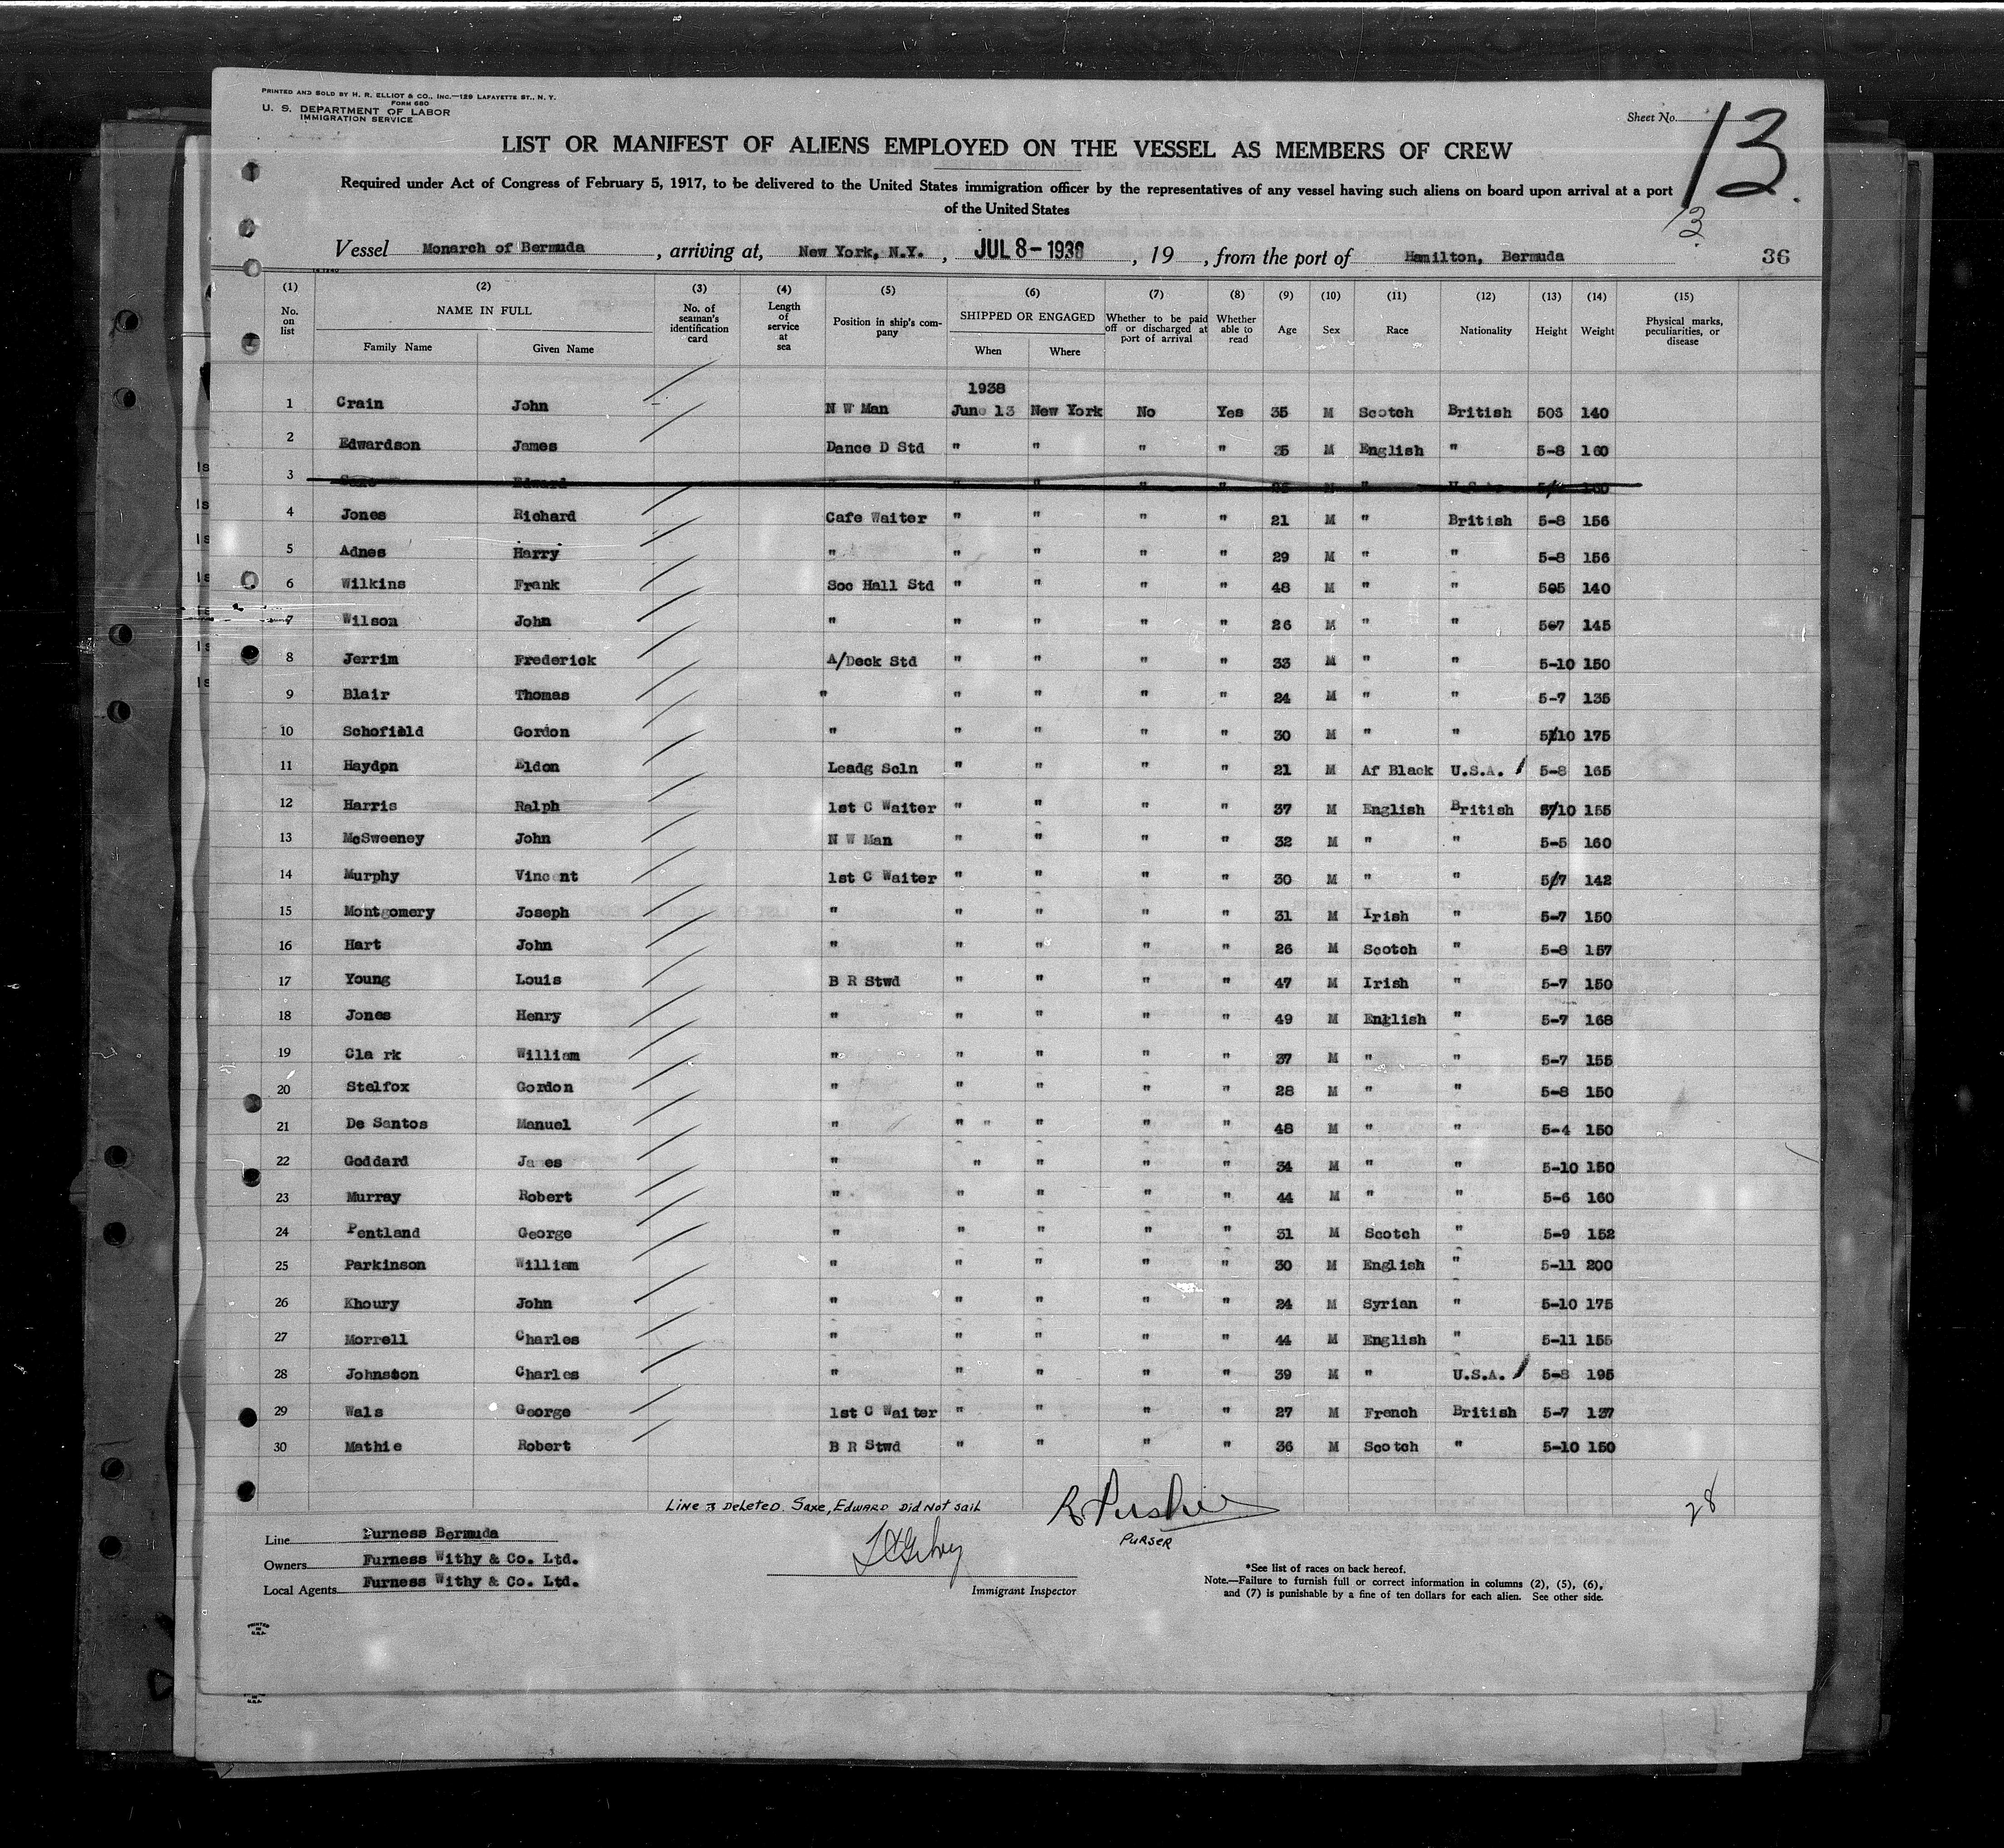 PRINTED AND SOLD BY H. R. ELLIOT & CO., INC.—129 LAFAYETTE ST., N. Y.
FORM 680
U. S. DEPARTMENT OF LABOR
IMMIGRATION SERVICE
Sheet No. 13
LIST OR MANIFEST OF ALIENS EMPLOYED ON THE VESSEL AS MEMBERS OF CREW
Required under Act of Congress of February 5, 1917, to be delivered to the United States immigration officer by the representatives of any vessel having such aliens on board upon arrival at a port
of the United States
13
Vessel Monarch of Bermuda, arriving at, New York, N.Y., JUL 8-1938, 19 , from the port of Hamilton, Bermuda 36
(1) (2) (3) (4) (5) (6) (7) (8) (9) (10) (11) (12) (13) (14) (15)
No. on list NAME IN FULL Family Name Given Name No. of seaman's identification card Length of service at sea Position in ship's company SHIPPED OR ENGAGED When Where Whether to be paid off or discharged at port of arrival Whether able to read Age Sex Race Nationality Height Weight Physical marks, peculiarities, or disease
1938
1 Crain John N W Man June 13 New York No Yes 35 M Scotch British 503 140
2 Edwardson James Dance D Std " " " " 35 M English " 5-8 160
3 Saxe Edward " " " " " M " U.S.A.
4 Jones Richard Cafe Waiter " " " " 21 M " British 5-8 156
5 Adnes Harry " " " " " 29 M " " 5-8 156
6 Wilkins Frank Soc Hall Std " " " " 48 M " " 5-5 140
7 Wilson John " " " " " 26 M " " 5-7 145
8 Jerrim Frederick A/Deck Std " " " " 33 M " " 5-10 150
9 Blair Thomas " " " " " 24 M " " 5-7 135
10 Schofield Gordon " " " " " 30 M " " 5/10 175
11 Haydpn Eldon Leadg Scln " " " " 21 M Af Black U.S.A. 5-8 165
12 Harris Ralph 1st C Waiter " " " " 37 M English British 5/10 155
13 McSweeney John N W Man " " " " 32 M " " 5-5 160
14 Murphy Vincent 1st C Waiter " " " " 30 M " " 5/7 142
15 Montgomery Joseph " " " " " 31 M Irish " 5-7 150
16 Hart John " " " " " 26 M Scotch " 5-8 157
17 Young Louis B R Stwd " " " " 47 M Irish " 5-7 150
18 Jones Henry " " " " " 49 M English " 5-7 168
19 Cla rk William " " " " " 37 M " " 5-7 155
20 Stelfox Gordon " " " " " 28 M " " 5-8 150
21 De Santos Manuel " " " " " " 48 M " " 5-4 150
22 Goddard James " " " " " 34 M " " 5-10 150
23 Murray Robert " " " " " 44 M " " 5-6 160
24 Pentland George " " " " " 31 M Scotch " 5-9 152
25 Parkinson William " " " " " 30 M English " 5-11 200
26 Khoury John " " " " " 24 M Syrian " 5-10 175
27 Morrell Charles " " " " " 44 M English " 5-11 155
28 Johnston Charles " " " " " 39 M " U.S.A. 5-8 195
29 Wals George 1st C Waiter " " " " 27 M French British 5-7 137
30 Mathie Robert B R Stwd " " " " 36 M Scotch " 5-10 150
LINE 3 DELETED. SAXE, EDWARD DID NOT SAIL
PURSER
28
Line Furness Bermuda
Owners Furness Withy & Co. Ltd.
Local Agents Furness Withy & Co. Ltd.
Immigrant Inspector
*See list of races on back hereof.
Note.—Failure to furnish full or correct information in columns (2), (5), (6),
and (7) is punishable by a fine of ten dollars for each alien. See other side.
PRINTED IN U.S.A.